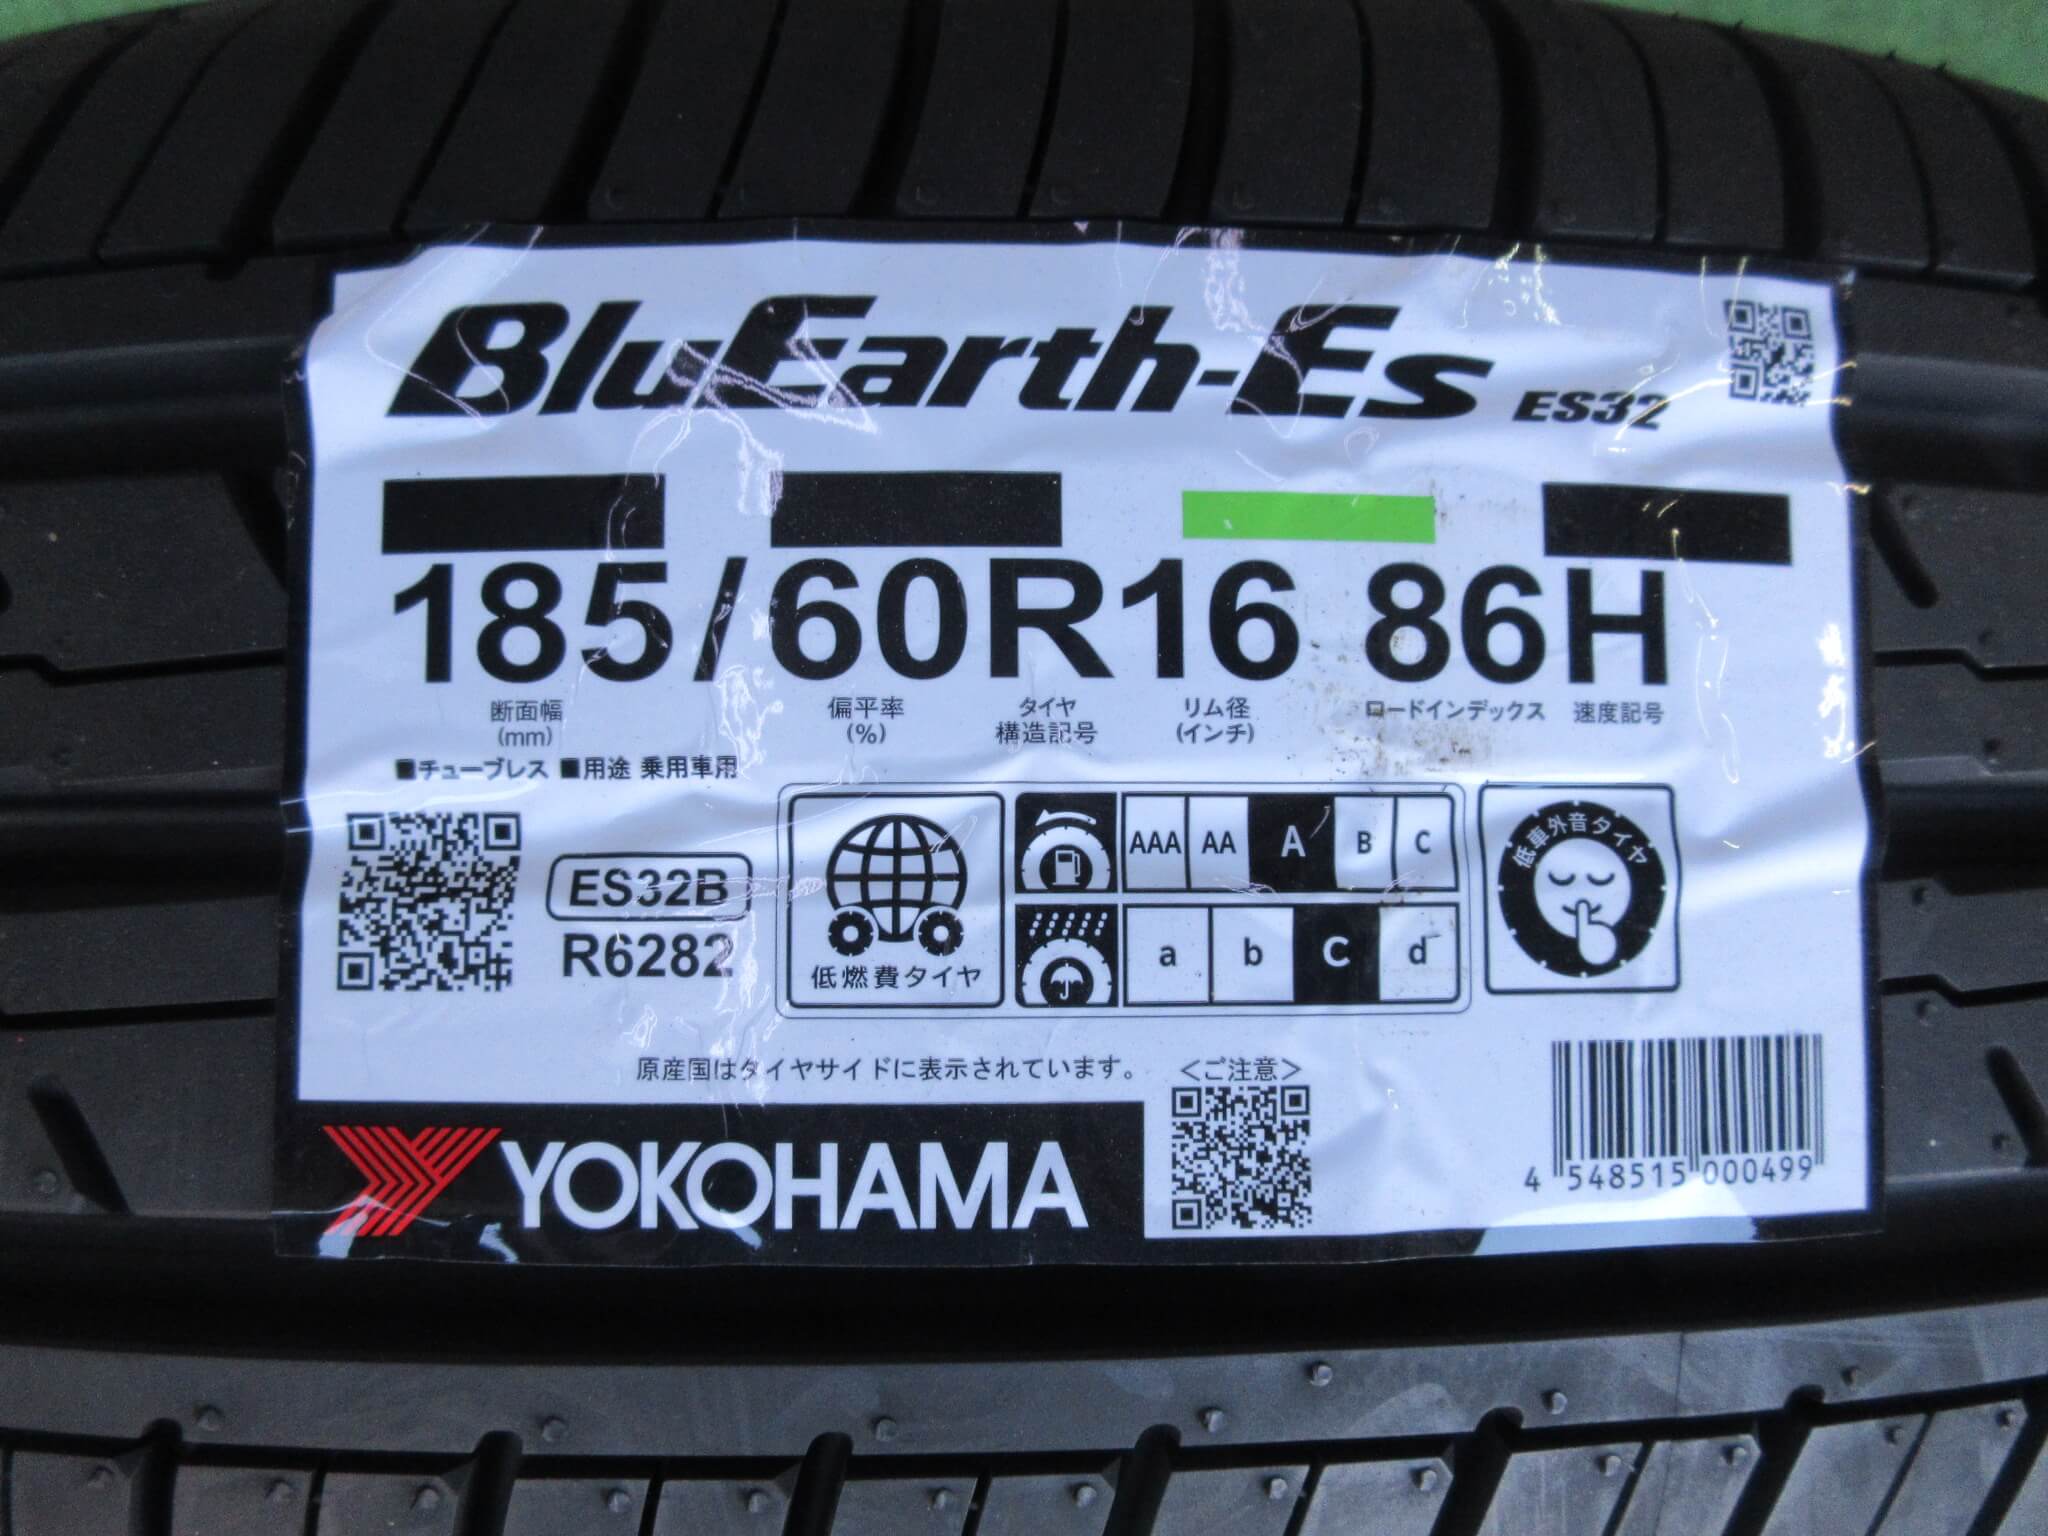 BluEarth-Es ES32
185/60R16 86H
断面幅 (mm) 偏平率 (%) タイヤ 構造記号 リム径 (インチ) ロードインデックス 速度記号
■チューブレス ■用途 乗用車用
低車外音タイヤ
AAA AA A B C
ES32B
R6282
a b c d
低燃費タイヤ
原産国はタイヤサイドに表示されています。
<ご注意>
YOKOHAMA
4 548515 000499